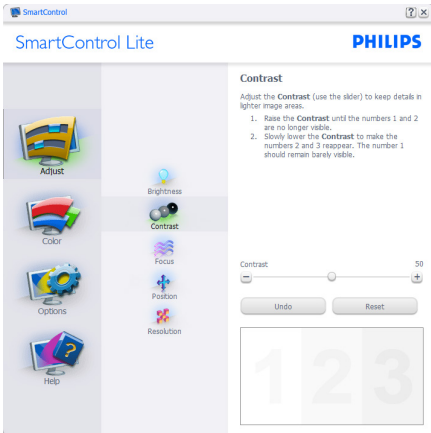 SmartControl
SmartControl Lite
PHILIPS
Adjust
Color
Options
Help
Brightness
Contrast
Focus
Position
Resolution
Contrast
Adjust the Contrast (use the slider) to keep details in
lighter image areas.
1. Raise the Contrast until the numbers 1 and 2
are no longer visible.
2. Slowly lower the Contrast to make the
numbers 2 and 3 reappear. The number 1
should remain barely visible.
Contrast 50
Undo Reset
1 2 3